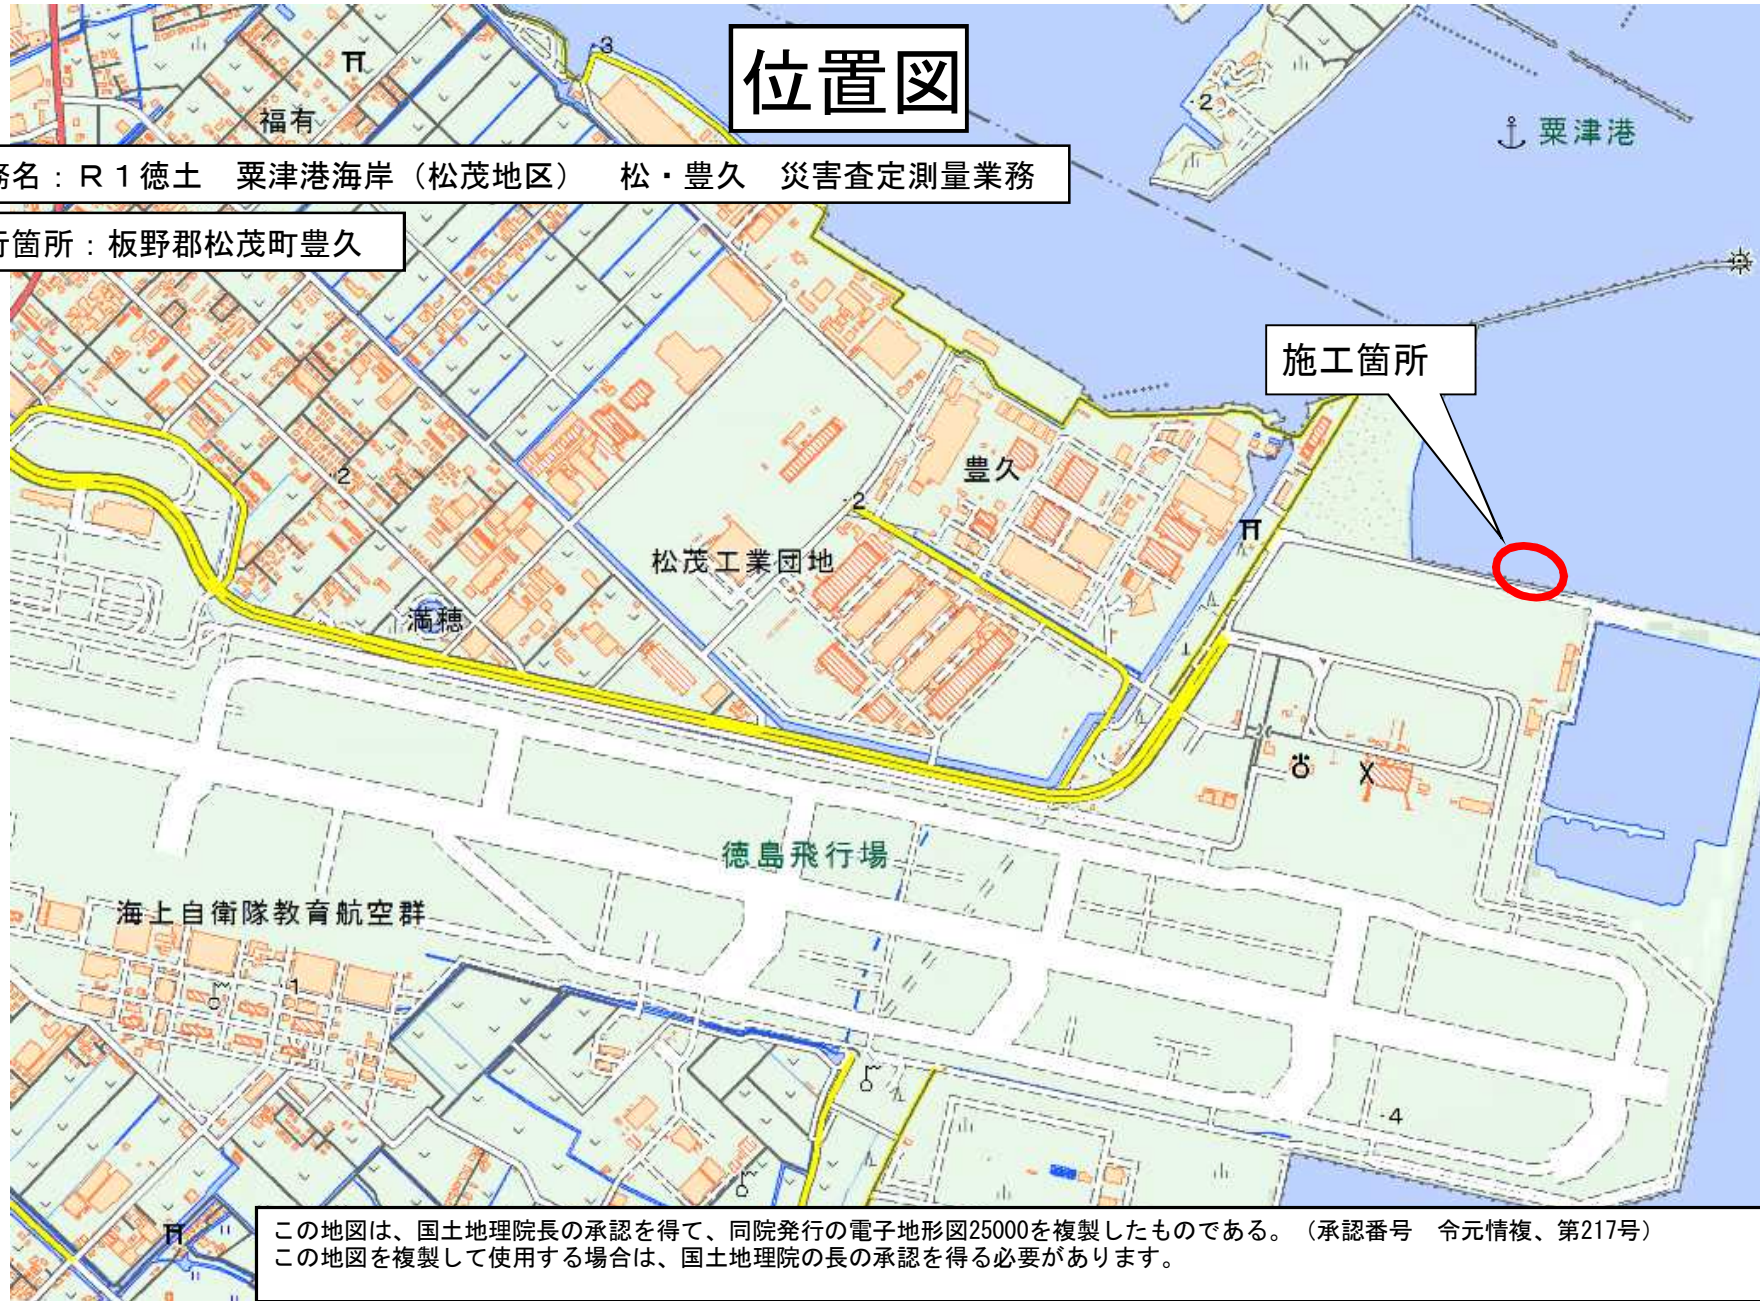 位置図
務名：Ｒ１徳土　粟津港海岸（松茂地区）　松・豊久　災害査定測量業務
行箇所：板野郡松茂町豊久
福有
3
2
粟津港
施工箇所
豊久
2
2
松茂工業団地
満穂
徳島飛行場
海上自衛隊教育航空群
1
4
この地図は、国土地理院長の承認を得て、同院発行の電子地形図25000を複製したものである。（承認番号　令元情複、第217号）
この地図を複製して使用する場合は、国土地理院の長の承認を得る必要があります。